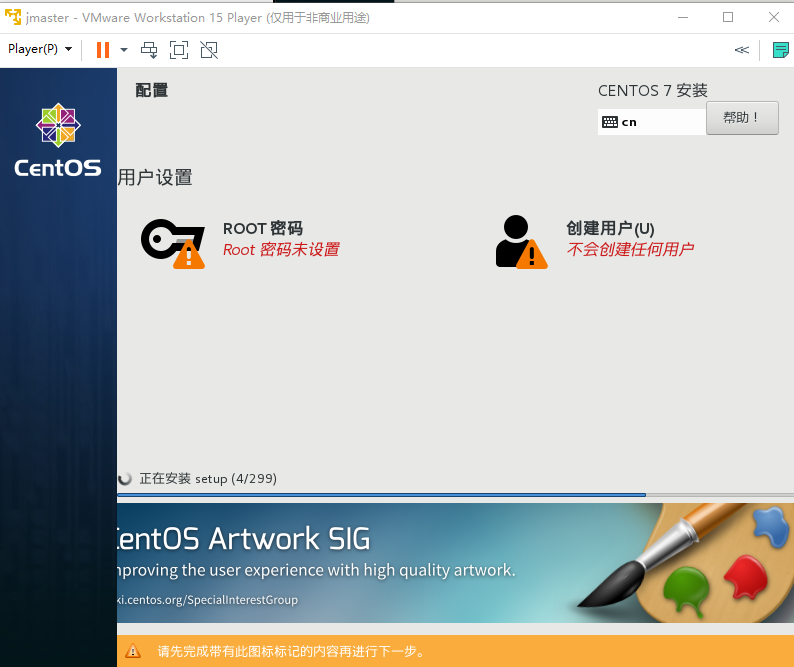 jmaster - VMware Workstation 15 Player (仅用于非商业用途)
Player(P)
配置
CENTOS 7 安装
cn
帮助！
CentOS
用户设置
ROOT 密码
Root 密码未设置
创建用户(U)
不会创建任何用户
正在安装 setup (4/299)
CentOS Artwork SIG
mproving the user experience with high quality artwork.
ki.centos.org/SpecialInterestGroup
请先完成带有此图标标记的内容再进行下一步。